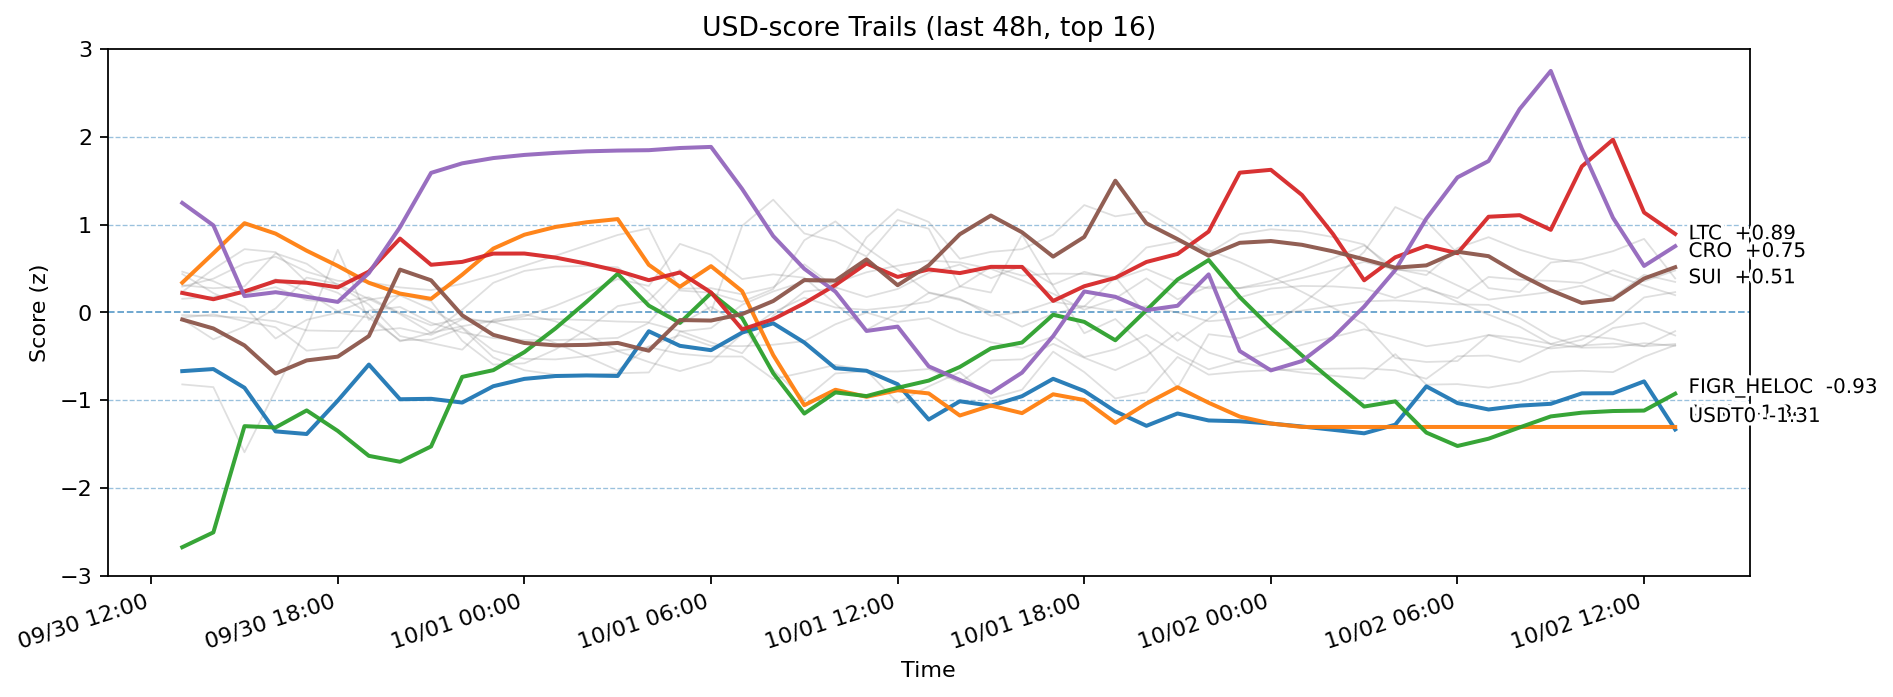 USD-score Trails (last 48h, top 16)
3
2
1
0
−1
−2
−3
Score (z)
LTC +0.89
CRO +0.75
SUI +0.51
FIGR_HELOC -0.93
USDT0 -1.31
09/30 12:00
09/30 18:00
10/01 00:00
10/01 06:00
10/01 12:00
10/01 18:00
10/02 00:00
10/02 06:00
10/02 12:00
Time